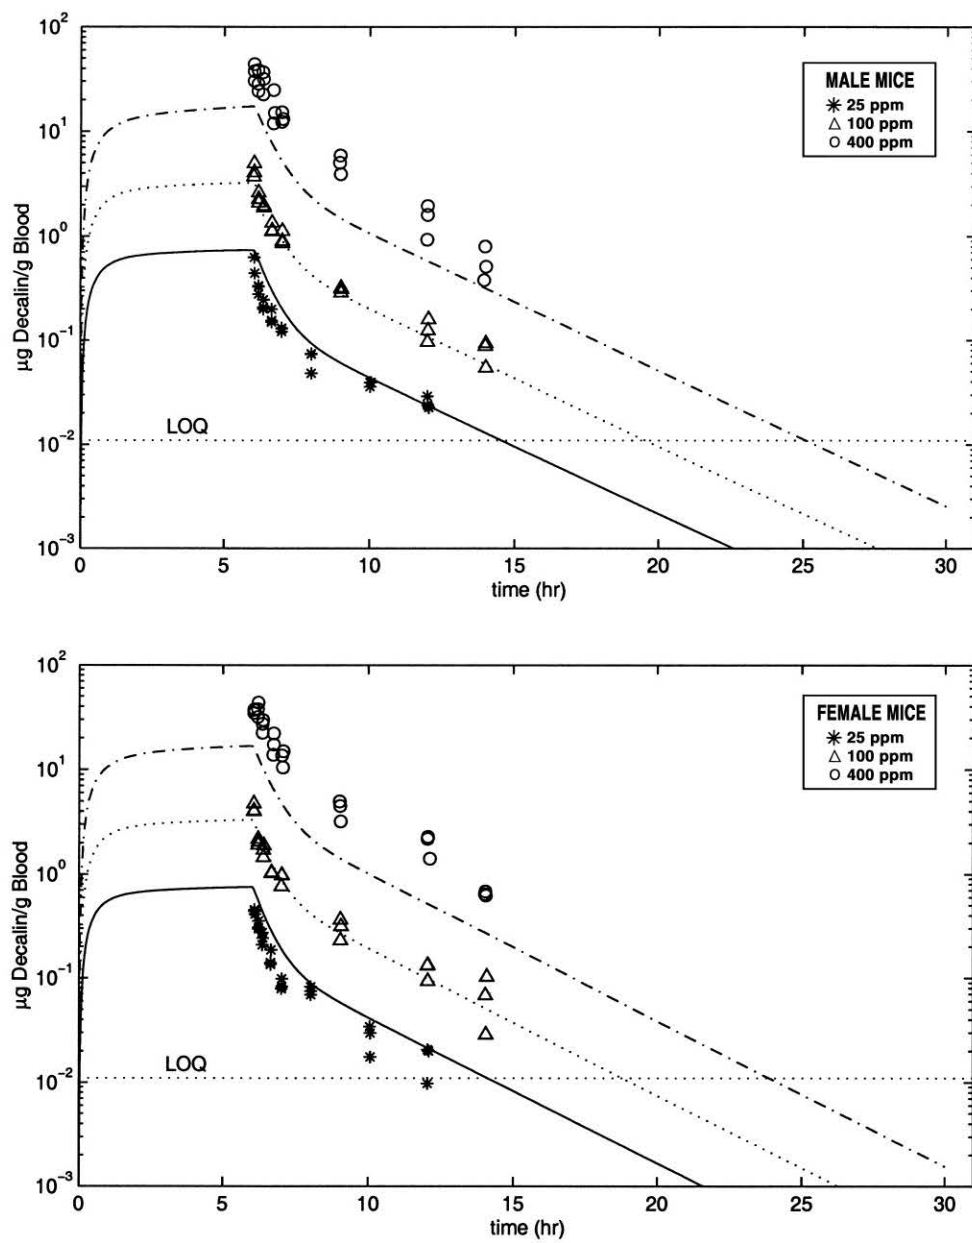 10^2
10^1
10^0
10^-1
10^-2
10^-3
µg Decalin/g Blood
MALE MICE
✳ 25 ppm
△ 100 ppm
○ 400 ppm
LOQ
0 5 10 15 20 25 30
time (hr)
10^2
10^1
10^0
10^-1
10^-2
10^-3
µg Decalin/g Blood
FEMALE MICE
✳ 25 ppm
△ 100 ppm
○ 400 ppm
LOQ
0 5 10 15 20 25 30
time (hr)